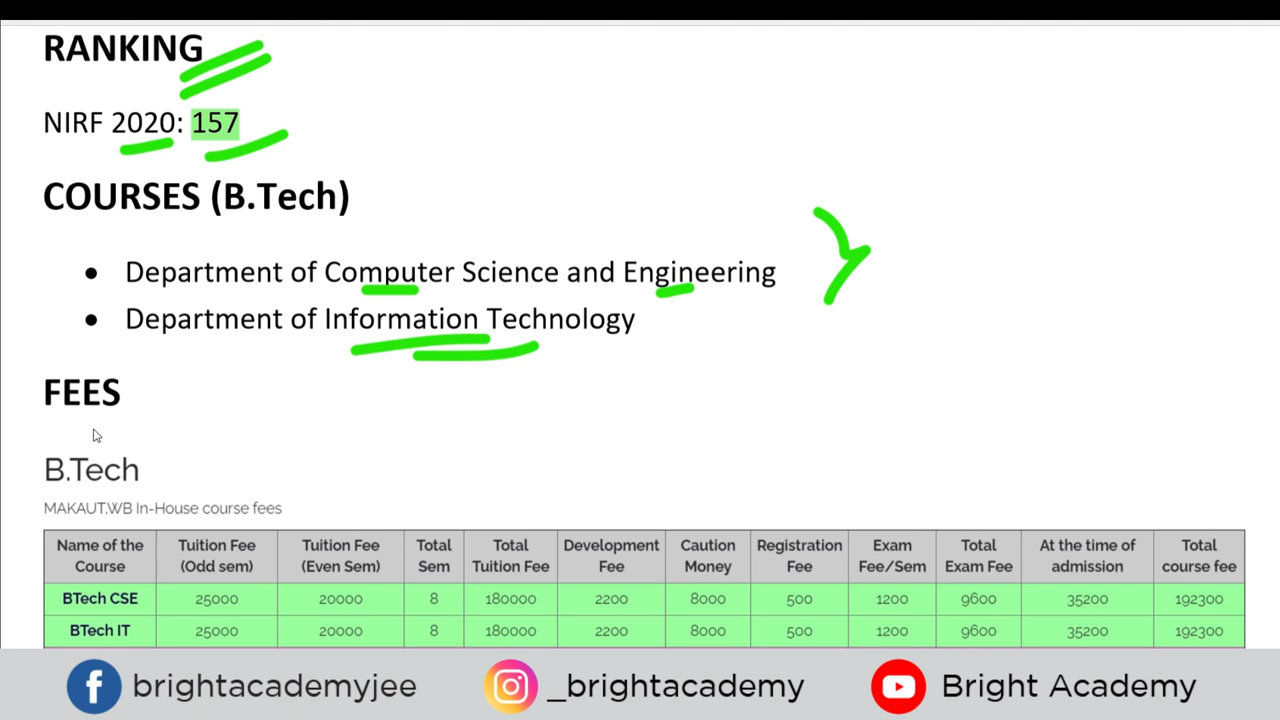 RANKING
NIRF 2020: 157
COURSES (B.Tech)
• Department of Computer Science and Engineering
• Department of Information Technology
FEES
B.Tech
MAKAUT,WB In-House course fees
Name of the Course Tuition Fee (Odd sem) Tuition Fee (Even Sem) Total Sem Total Tuition Fee Development Fee Caution Money Registration Fee Exam Fee/Sem Total Exam Fee At the time of admission Total course fee
BTech CSE 25000 20000 8 180000 2200 8000 500 1200 9600 35200 192300
BTech IT 25000 20000 8 180000 2200 8000 500 1200 9600 35200 192300
brightacademyjee _brightacademy Bright Academy